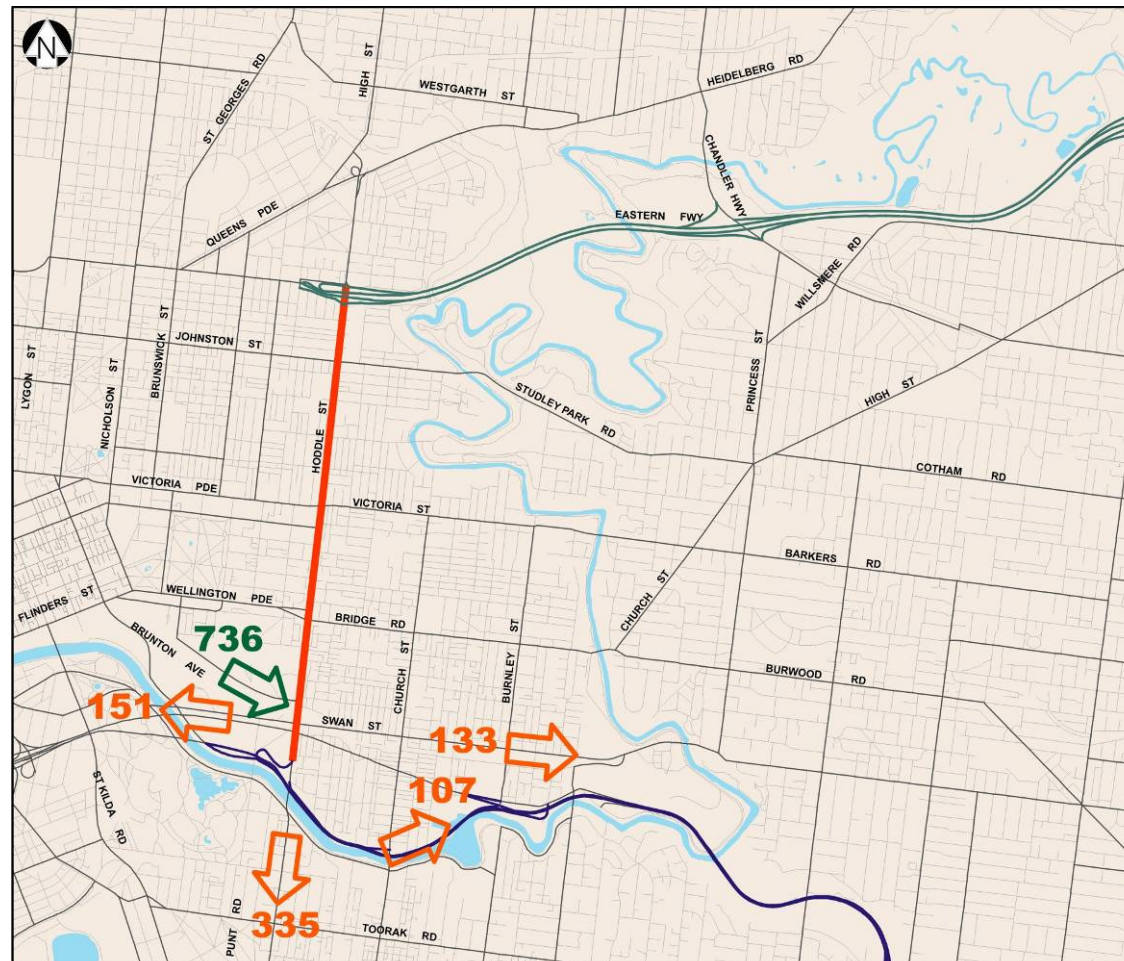 N
ST GEORGES RD
HIGH ST
WESTGARTH ST
HEIDELBERG RD
CHANDLER HWY
QUEENS PDE
EASTERN FWY
WILLSMERE RD
BRUNSWICK ST
JOHNSTON ST
LYGON ST
NICHOLSON ST
HODDLE ST
STUDLEY PARK RD
PRINCESS ST
HIGH ST
COTHAM RD
VICTORIA PDE
VICTORIA ST
BARKERS RD
FLINDERS ST
WELLINGTON PDE
BRIDGE RD
CHURCH ST
BRUNTON AVE
736
CHURCH ST
BURNLEY ST
BURWOOD RD
151
SWAN ST
133
107
ST KILDA RD
335
PUNT RD
TOORAK RD